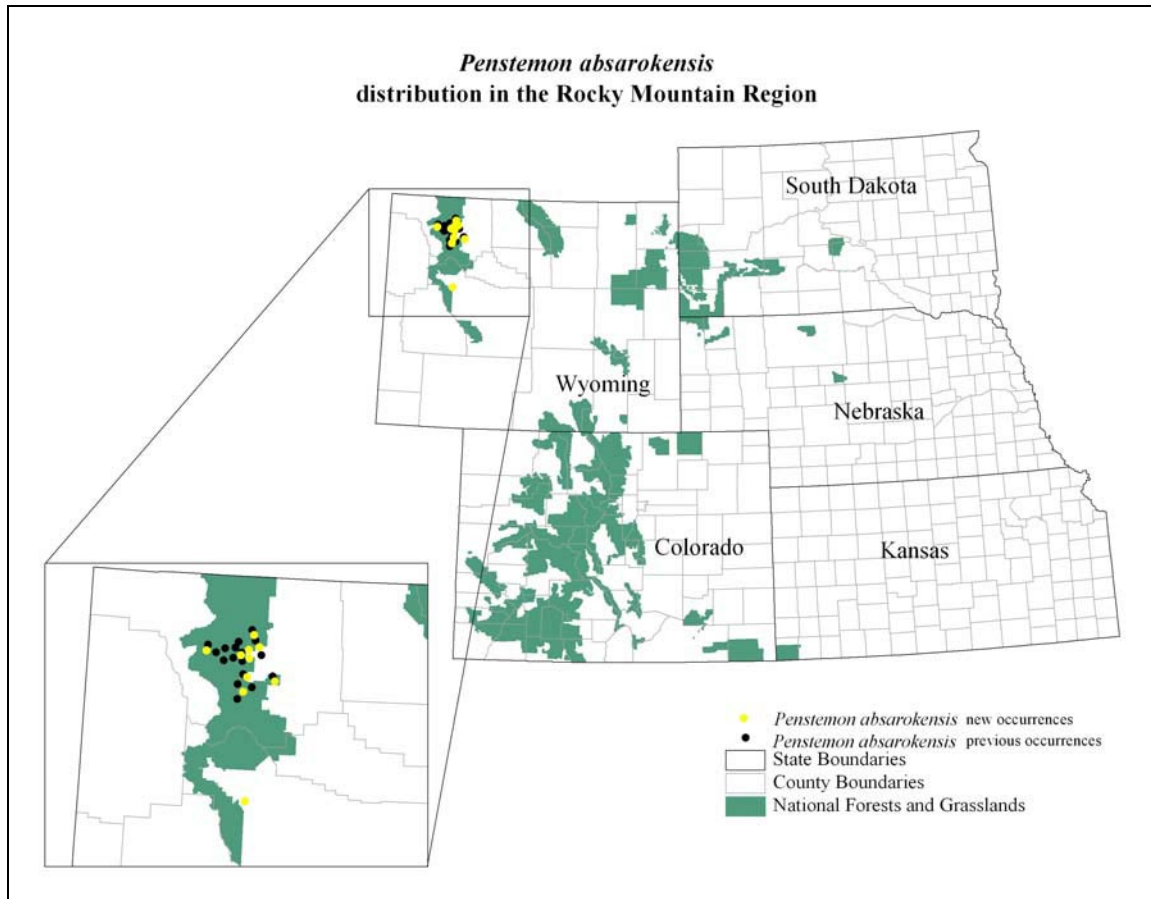 Penstemon absarokensis
distribution in the Rocky Mountain Region
South Dakota
Wyoming
Nebraska
Colorado
Kansas
Penstemon absarokensis new occurrences
Penstemon absarokensis previous occurrences
State Boundaries
County Boundaries
National Forests and Grasslands